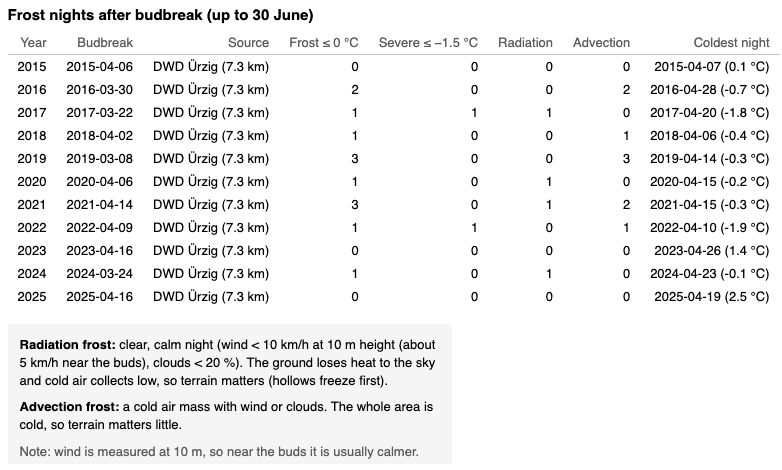 Frost nights after budbreak (up to 30 June)
Year Budbreak Source Frost ≤ 0 °C Severe ≤ −1.5 °C Radiation Advection Coldest night
2015 2015-04-06 DWD Ürzig (7.3 km) 0 0 0 0 2015-04-07 (0.1 °C)
2016 2016-03-30 DWD Ürzig (7.3 km) 2 0 0 2 2016-04-28 (-0.7 °C)
2017 2017-03-22 DWD Ürzig (7.3 km) 1 1 1 0 2017-04-20 (-1.8 °C)
2018 2018-04-02 DWD Ürzig (7.3 km) 1 0 0 1 2018-04-06 (-0.4 °C)
2019 2019-03-08 DWD Ürzig (7.3 km) 3 0 0 3 2019-04-14 (-0.3 °C)
2020 2020-04-06 DWD Ürzig (7.3 km) 1 0 1 0 2020-04-15 (-0.2 °C)
2021 2021-04-14 DWD Ürzig (7.3 km) 3 0 1 2 2021-04-15 (-0.3 °C)
2022 2022-04-09 DWD Ürzig (7.3 km) 1 1 0 1 2022-04-10 (-1.9 °C)
2023 2023-04-16 DWD Ürzig (7.3 km) 0 0 0 0 2023-04-26 (1.4 °C)
2024 2024-03-24 DWD Ürzig (7.3 km) 1 0 1 0 2024-04-23 (-0.1 °C)
2025 2025-04-16 DWD Ürzig (7.3 km) 0 0 0 0 2025-04-19 (2.5 °C)
Radiation frost: clear, calm night (wind < 10 km/h at 10 m height (about
5 km/h near the buds), clouds < 20 %). The ground loses heat to the sky
and cold air collects low, so terrain matters (hollows freeze first).
Advection frost: a cold air mass with wind or clouds. The whole area is
cold, so terrain matters little.
Note: wind is measured at 10 m, so near the buds it is usually calmer.